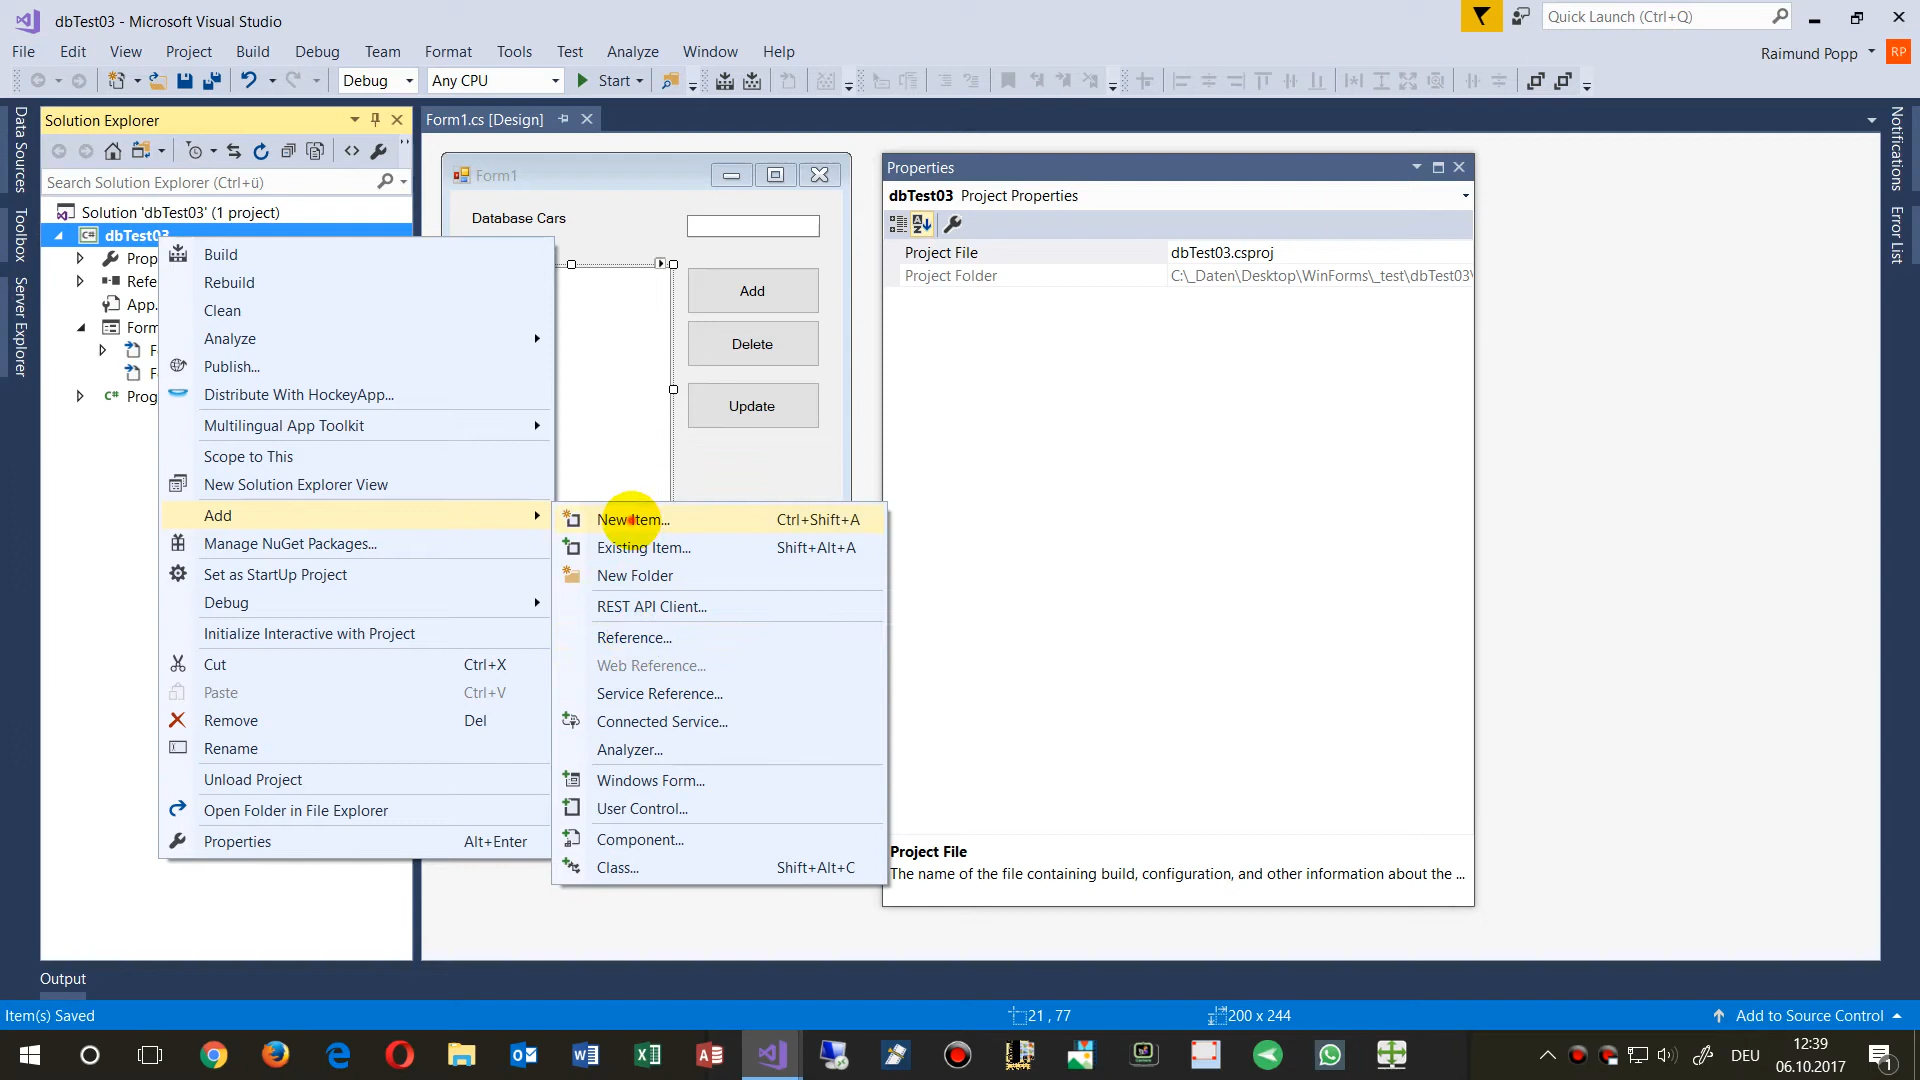 dbTest03 - Microsoft Visual Studio
Quick Launch (Ctrl+Q)
File Edit View Project Build Debug Team Format Tools Test Analyze Window Help
Raimund Popp RP
Debug Any CPU Start
Data Sources
Toolbox
Server Explorer
Solution Explorer
Search Solution Explorer (Ctrl+ü)
Solution 'dbTest03' (1 project)
C# dbTest03
Prop
Refe
App.
Form
F
F
C# Prog
Build
Rebuild
Clean
Analyze
Publish...
Distribute With HockeyApp...
Multilingual App Toolkit
Scope to This
New Solution Explorer View
Add
Manage NuGet Packages...
Set as StartUp Project
Debug
Initialize Interactive with Project
Cut Ctrl+X
Paste Ctrl+V
Remove Del
Rename
Unload Project
Open Folder in File Explorer
Properties Alt+Enter
New Item... Ctrl+Shift+A
Existing Item... Shift+Alt+A
New Folder
REST API Client...
Reference...
Web Reference...
Service Reference...
Connected Service...
Analyzer...
Windows Form...
User Control...
Component...
Class... Shift+Alt+C
Form1.cs [Design]
Form1
Database Cars
Add
Delete
Update
Properties
dbTest03 Project Properties
Project File dbTest03.csproj
Project Folder C:\_Daten\Desktop\WinForms\_test\dbTest03\
Project File
The name of the file containing build, configuration, and other information about the ...
Notifications
Error List
Output
Item(s) Saved 21 , 77 200 x 244 Add to Source Control
DEU
12:39
06.10.2017
1